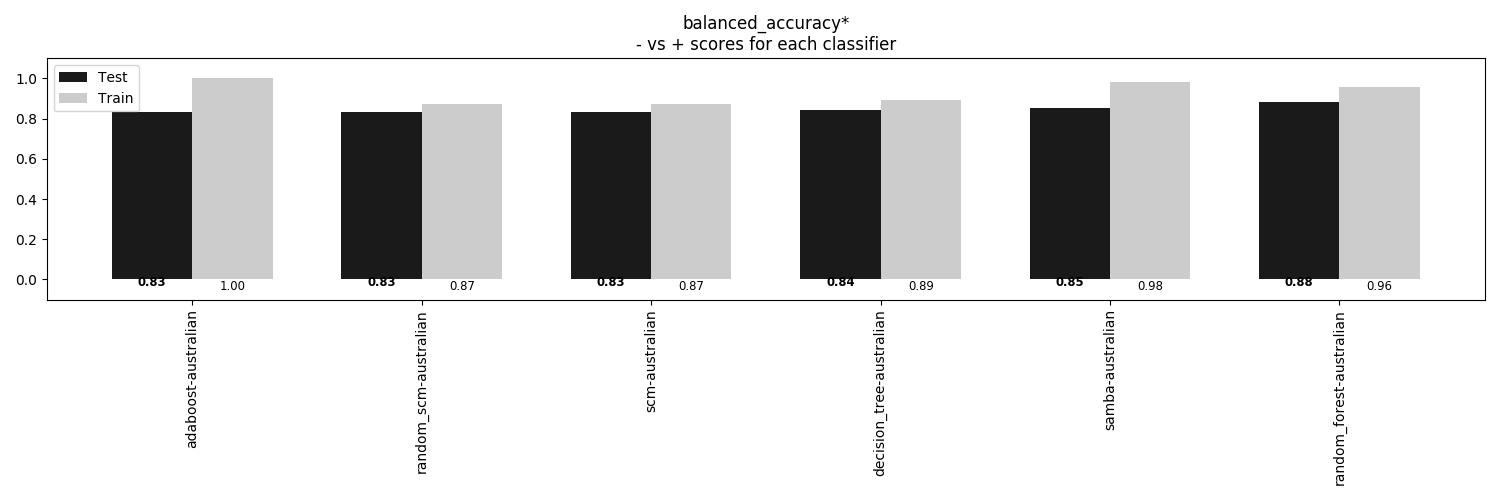 balanced_accuracy*
- vs + scores for each classifier
Test
Train
1.0
0.8
0.6
0.4
0.2
0.0
0.83 1.00 0.83 0.87 0.83 0.87 0.84 0.89 0.85 0.98 0.88 0.96
adaboost-australian
random_scm-australian
scm-australian
decision_tree-australian
samba-australian
random_forest-australian